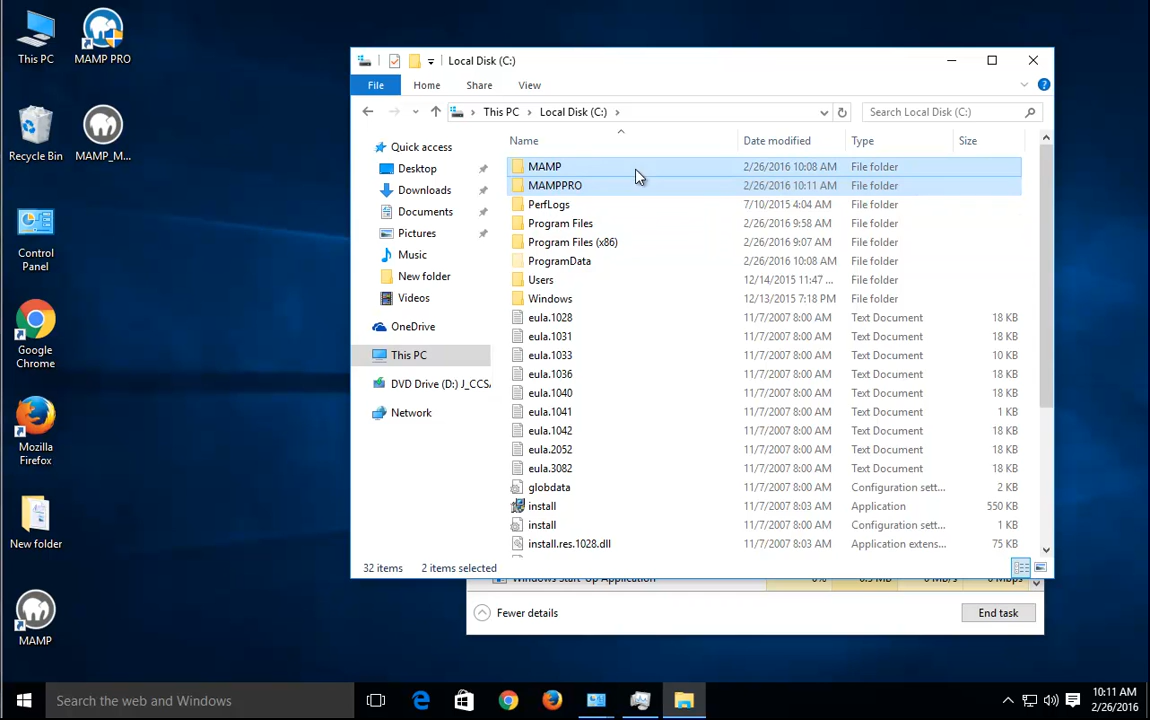 This PC
MAMP PRO
Recycle Bin
MAMP_M...
Control
Panel
Google
Chrome
Mozilla
Firefox
New folder
MAMP
Local Disk (C:)
File
Home
Share
View
This PC
Local Disk (C:)
Search Local Disk (C:)
Quick access
Desktop
Downloads
Documents
Pictures
Music
New folder
Videos
OneDrive
This PC
DVD Drive (D:) J_CCSA
Network
Name Date modified Type Size
MAMP 2/26/2016 10:08 AM File folder
MAMPPRO 2/26/2016 10:11 AM File folder
PerfLogs 7/10/2015 4:04 AM File folder
Program Files 2/26/2016 9:58 AM File folder
Program Files (x86) 2/26/2016 9:07 AM File folder
ProgramData 2/26/2016 10:08 AM File folder
Users 12/14/2015 11:47 ... File folder
Windows 12/13/2015 7:18 PM File folder
eula.1028 11/7/2007 8:00 AM Text Document 18 KB
eula.1031 11/7/2007 8:00 AM Text Document 18 KB
eula.1033 11/7/2007 8:00 AM Text Document 10 KB
eula.1036 11/7/2007 8:00 AM Text Document 18 KB
eula.1040 11/7/2007 8:00 AM Text Document 18 KB
eula.1041 11/7/2007 8:00 AM Text Document 1 KB
eula.1042 11/7/2007 8:00 AM Text Document 18 KB
eula.2052 11/7/2007 8:00 AM Text Document 18 KB
eula.3082 11/7/2007 8:00 AM Text Document 18 KB
globdata 11/7/2007 8:00 AM Configuration sett... 2 KB
install 11/7/2007 8:03 AM Application 550 KB
install 11/7/2007 8:00 AM Configuration sett... 1 KB
install.res.1028.dll 11/7/2007 8:03 AM Application extens... 75 KB
32 items 2 items selected
Windows Start-Up Application 0% 0.3 MB 0 MB/s 0 Mbps
Fewer details
End task
Search the web and Windows
10:11 AM
2/26/2016